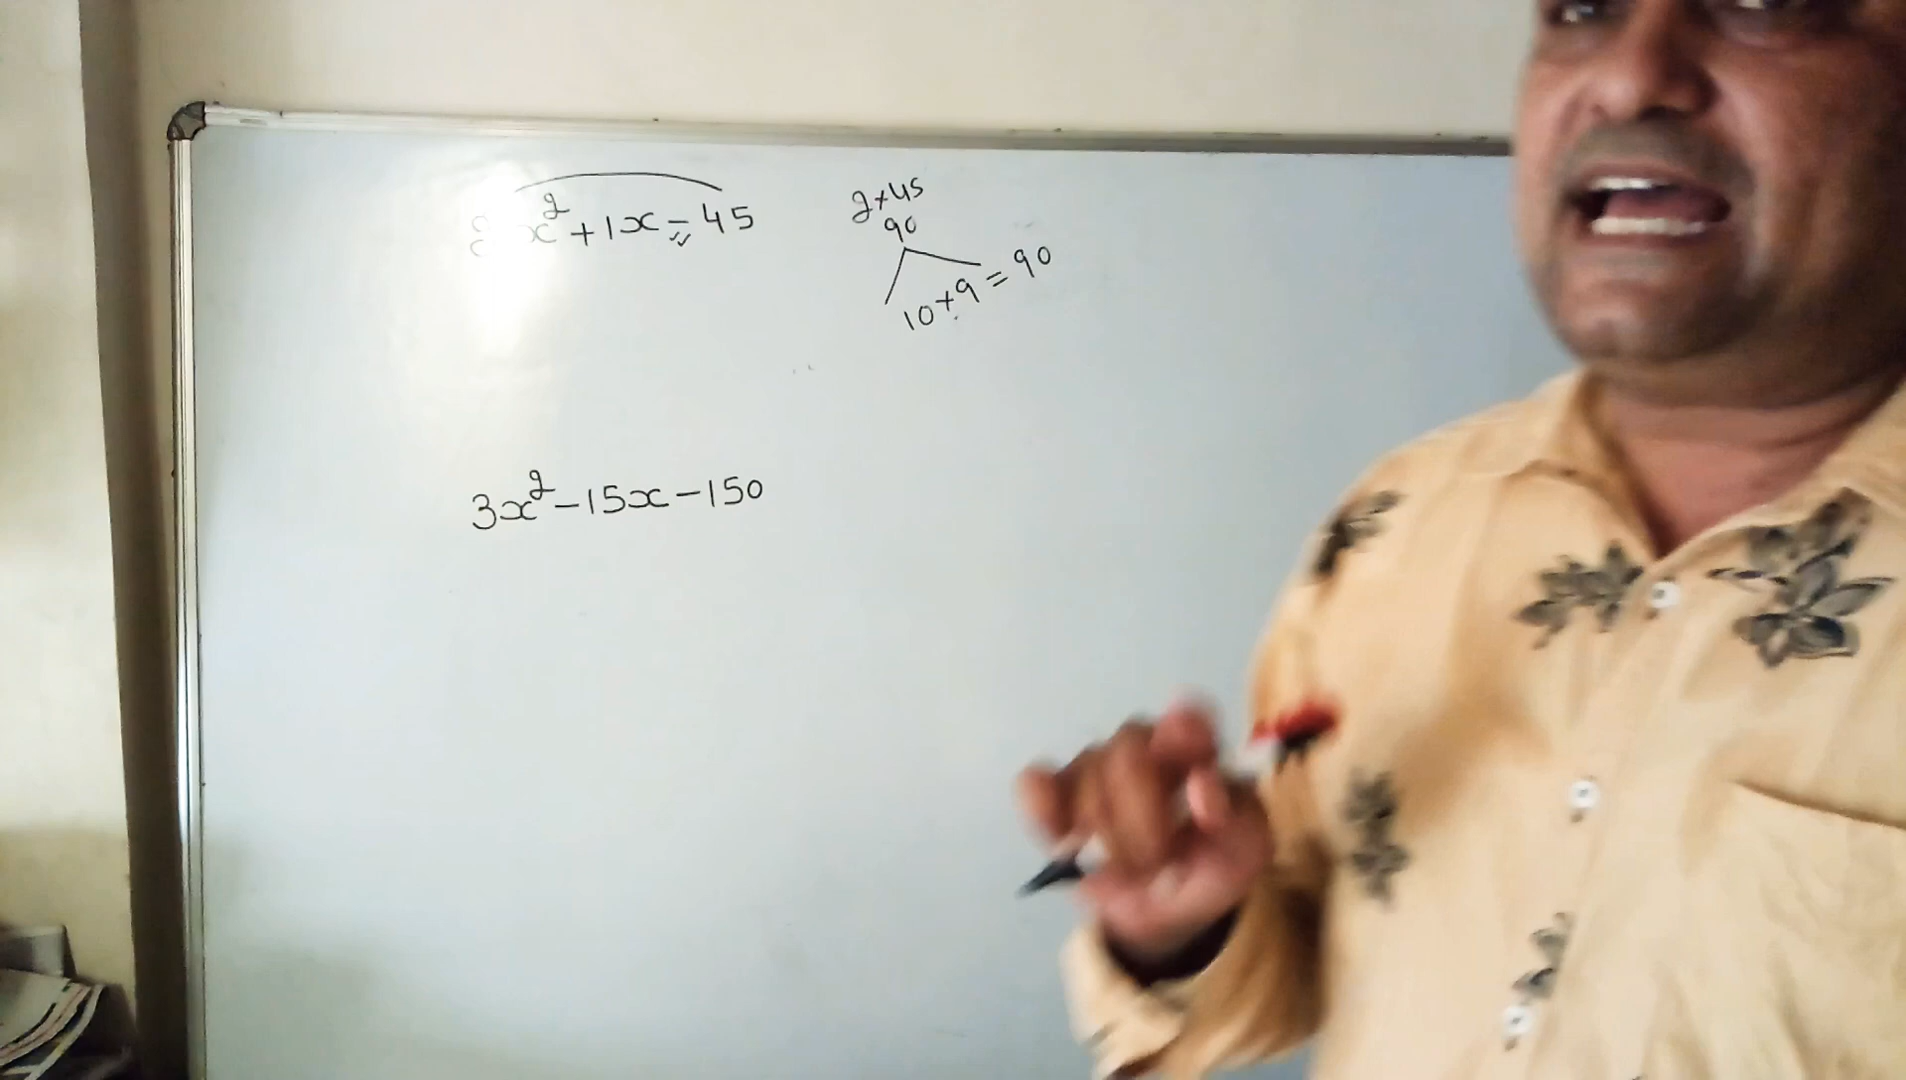 2x² + 1x = 45
2×45
90
10+9 = 90
3x² - 15x - 150